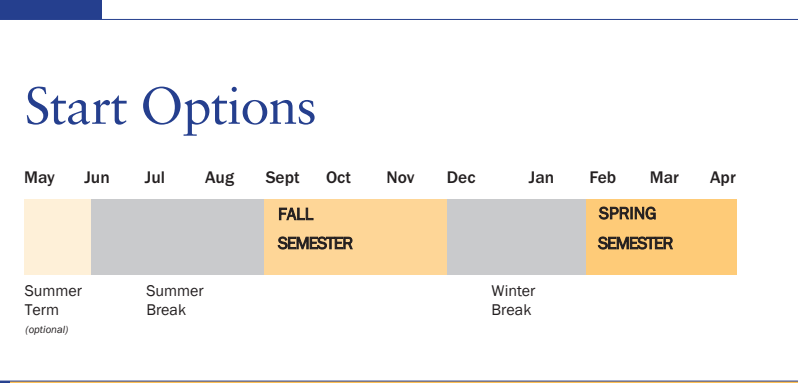 Start Options
May Jun Jul Aug Sept Oct Nov Dec Jan Feb Mar Apr
FALL
SEMESTER
SPRING
SEMESTER
Summer
Term
(optional)
Summer
Break
Winter
Break